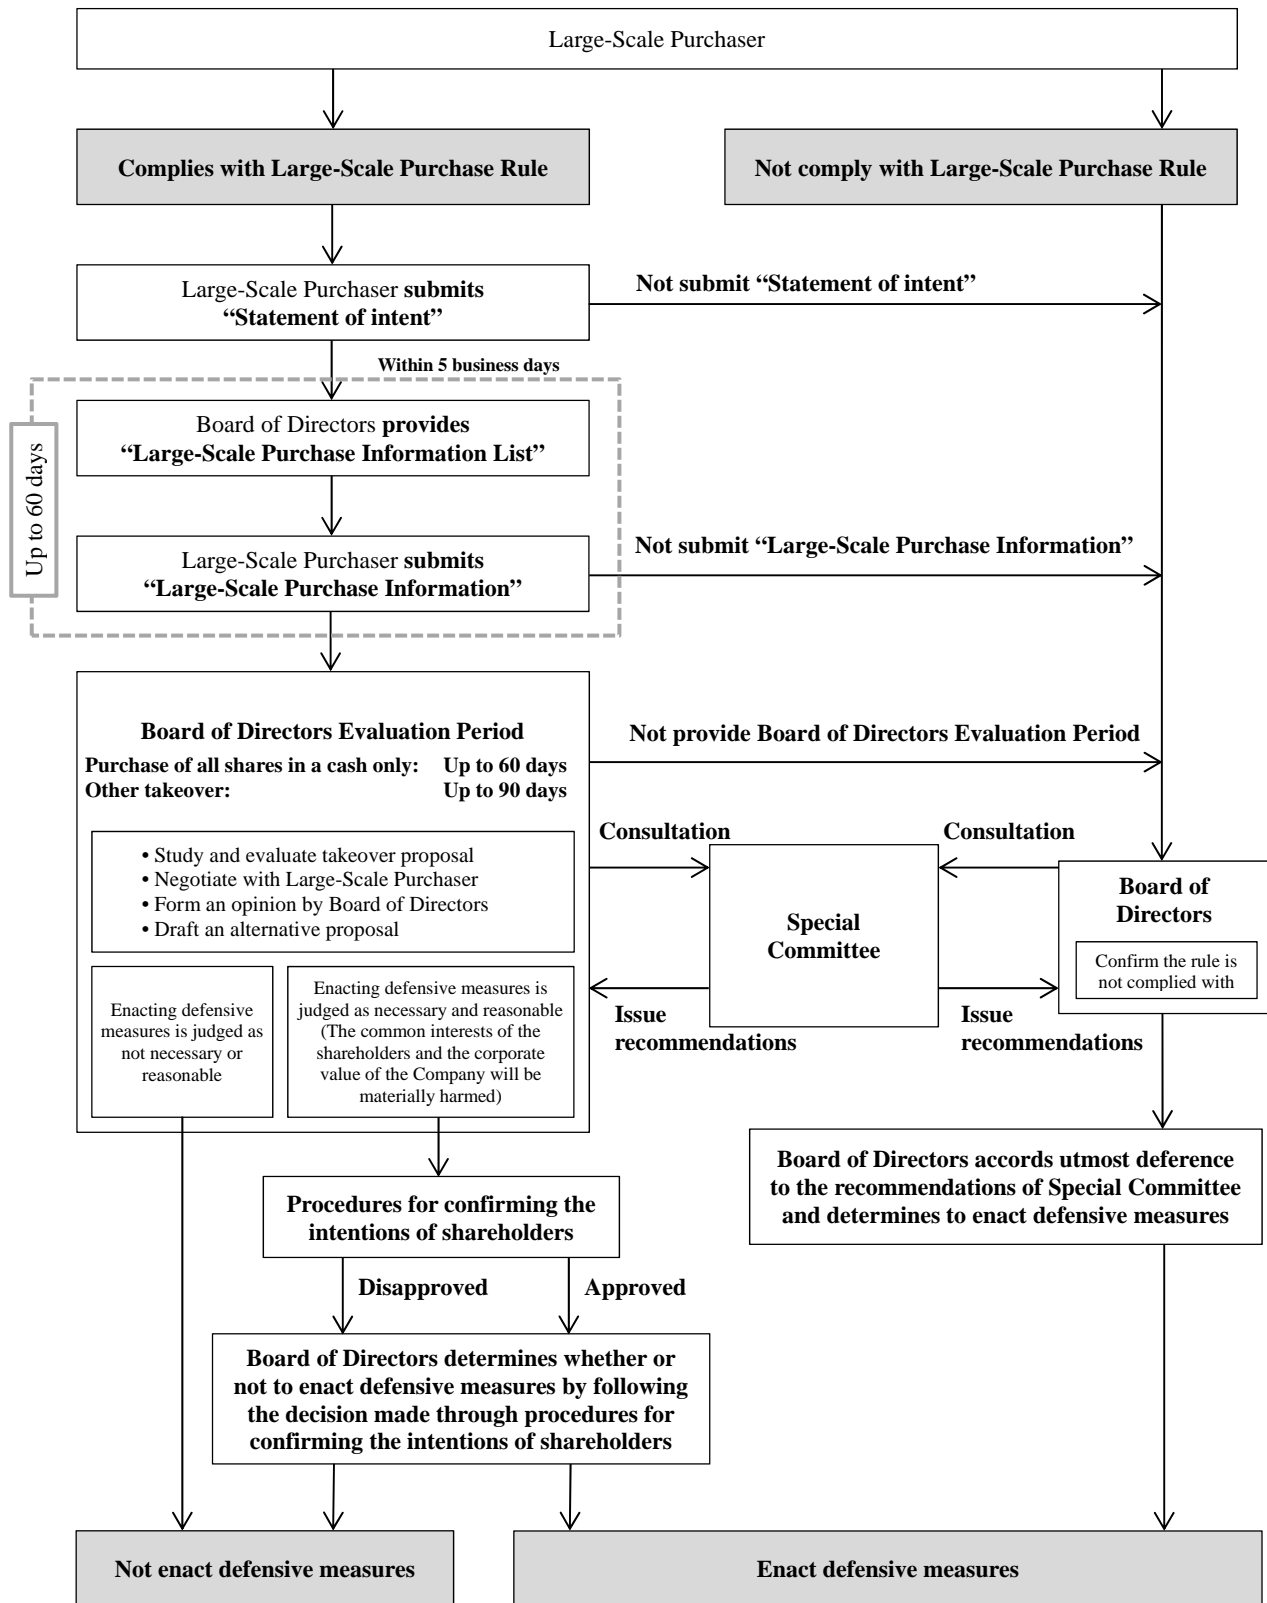 Large-Scale Purchaser
Complies with Large-Scale Purchase Rule
Not comply with Large-Scale Purchase Rule
Large-Scale Purchaser submits
“Statement of intent”
Not submit “Statement of intent”
Within 5 business days
Up to 60 days
Board of Directors provides
“Large-Scale Purchase Information List”
Large-Scale Purchaser submits
“Large-Scale Purchase Information”
Not submit “Large-Scale Purchase Information”
Board of Directors Evaluation Period
Purchase of all shares in a cash only: Up to 60 days
Other takeover: Up to 90 days
Not provide Board of Directors Evaluation Period
• Study and evaluate takeover proposal
• Negotiate with Large-Scale Purchaser
• Form an opinion by Board of Directors
• Draft an alternative proposal
Consultation
Consultation
Special
Committee
Board of
Directors
Confirm the rule is
not complied with
Issue
recommendations
Issue
recommendations
Enacting defensive
measures is judged as
not necessary or
reasonable
Enacting defensive measures is
judged as necessary and reasonable
(The common interests of the
shareholders and the corporate
value of the Company will be
materially harmed)
Procedures for confirming the
intentions of shareholders
Board of Directors accords utmost deference
to the recommendations of Special Committee
and determines to enact defensive measures
Disapproved
Approved
Board of Directors determines whether or
not to enact defensive measures by following
the decision made through procedures for
confirming the intentions of shareholders
Not enact defensive measures
Enact defensive measures